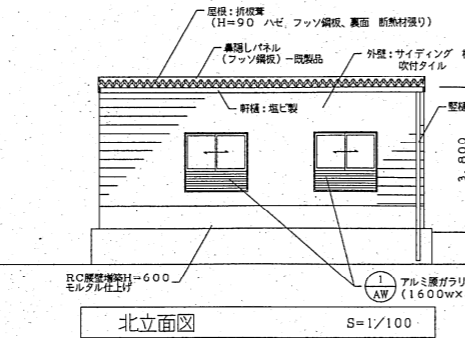 屋根：折板葺
（H=90　ハゼ、フッソ鋼板、裏面　断熱材張り）
鼻隠しパネル
（フッソ鋼板）ー既製品
外壁：サイディング
吹付タイル
軒樋：塩ビ製
竪樋
3,800
RC腰壁増築H=600
モルタル仕上げ
1
AW
アルミ腰ガラリ
（1600w×
北立面図
S=1/100